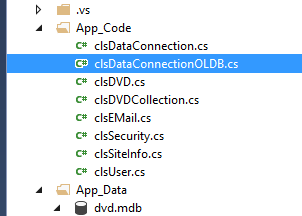 .vs
App_Code
C# clsDataConnection.cs
C# clsDataConnectionOLDB.cs
C# clsDVD.cs
C# clsDVDCollection.cs
C# clsEMail.cs
C# clsSecurity.cs
C# clsSiteInfo.cs
C# clsUser.cs
App_Data
dvd.mdb